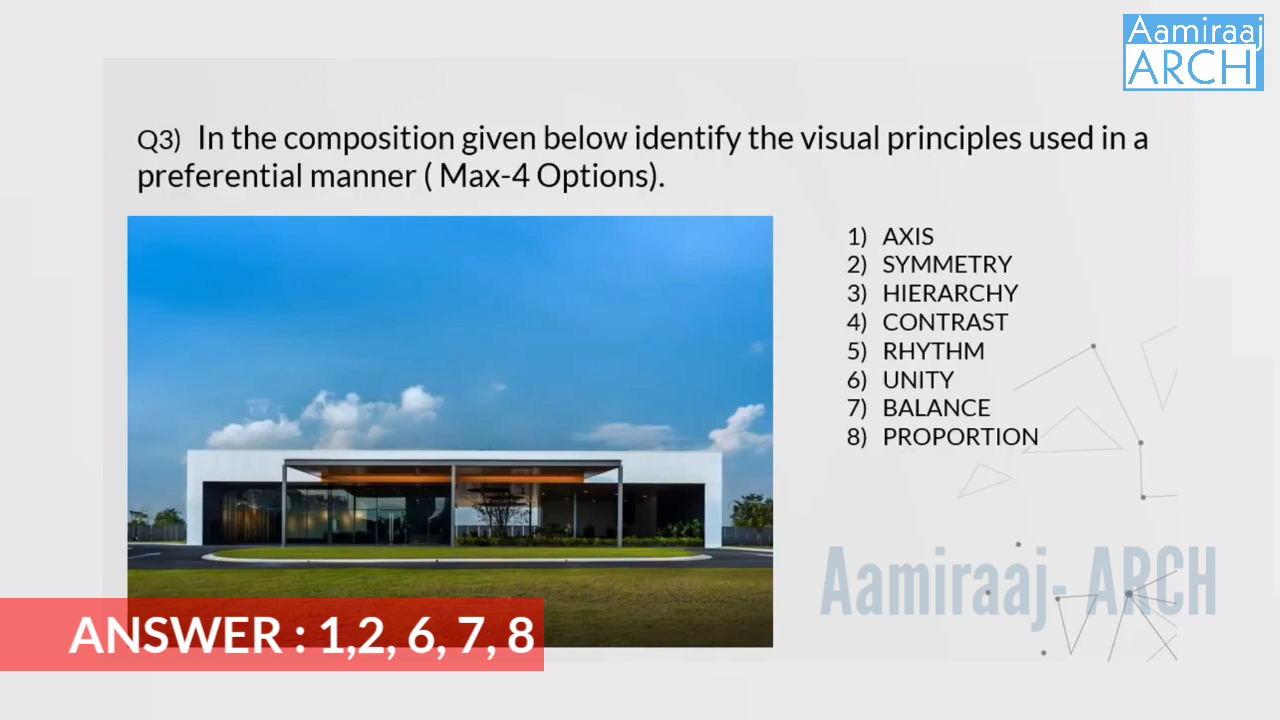 Aamiraaj
ARCH
Q3) In the composition given below identify the visual principles used in a
preferential manner ( Max-4 Options).
1) AXIS
2) SYMMETRY
3) HIERARCHY
4) CONTRAST
5) RHYTHM
6) UNITY
7) BALANCE
8) PROPORTION
Aamiraaj- ARCH
ANSWER : 1,2, 6, 7, 8